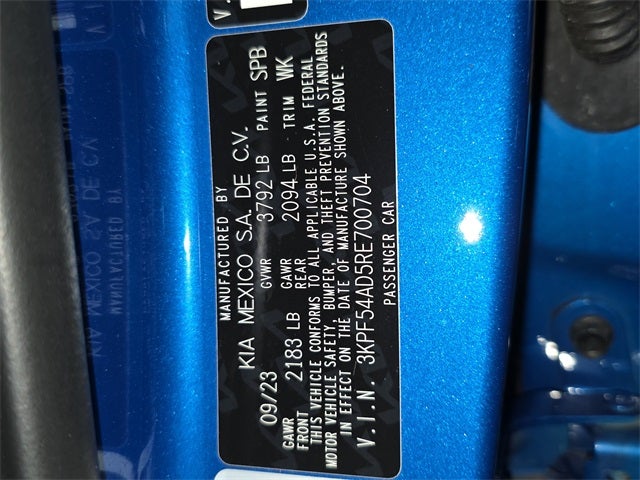 MANUFACTURED BY
KIA MEXICO S.A. DE C.V.
09/23 GVWR 3792 LB PAINT SPB
GAWR FRONT 2183 LB GAWR REAR 2094 LB TRIM WK
THIS VEHICLE CONFORMS TO ALL APPLICABLE U.S.A. FEDERAL
MOTOR VEHICLE SAFETY, BUMPER, AND THEFT PREVENTION STANDARDS
IN EFFECT ON THE DATE OF MANUFACTURE SHOWN ABOVE.
V.I.N. 3KPF54AD5RE700704
PASSENGER CAR